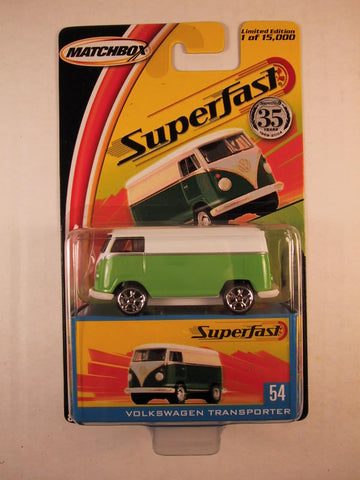 MATCHBOX
Limited Edition
1 of 15,000
Superfast
35
YEARS
Superfast
54
VOLKSWAGEN TRANSPORTER